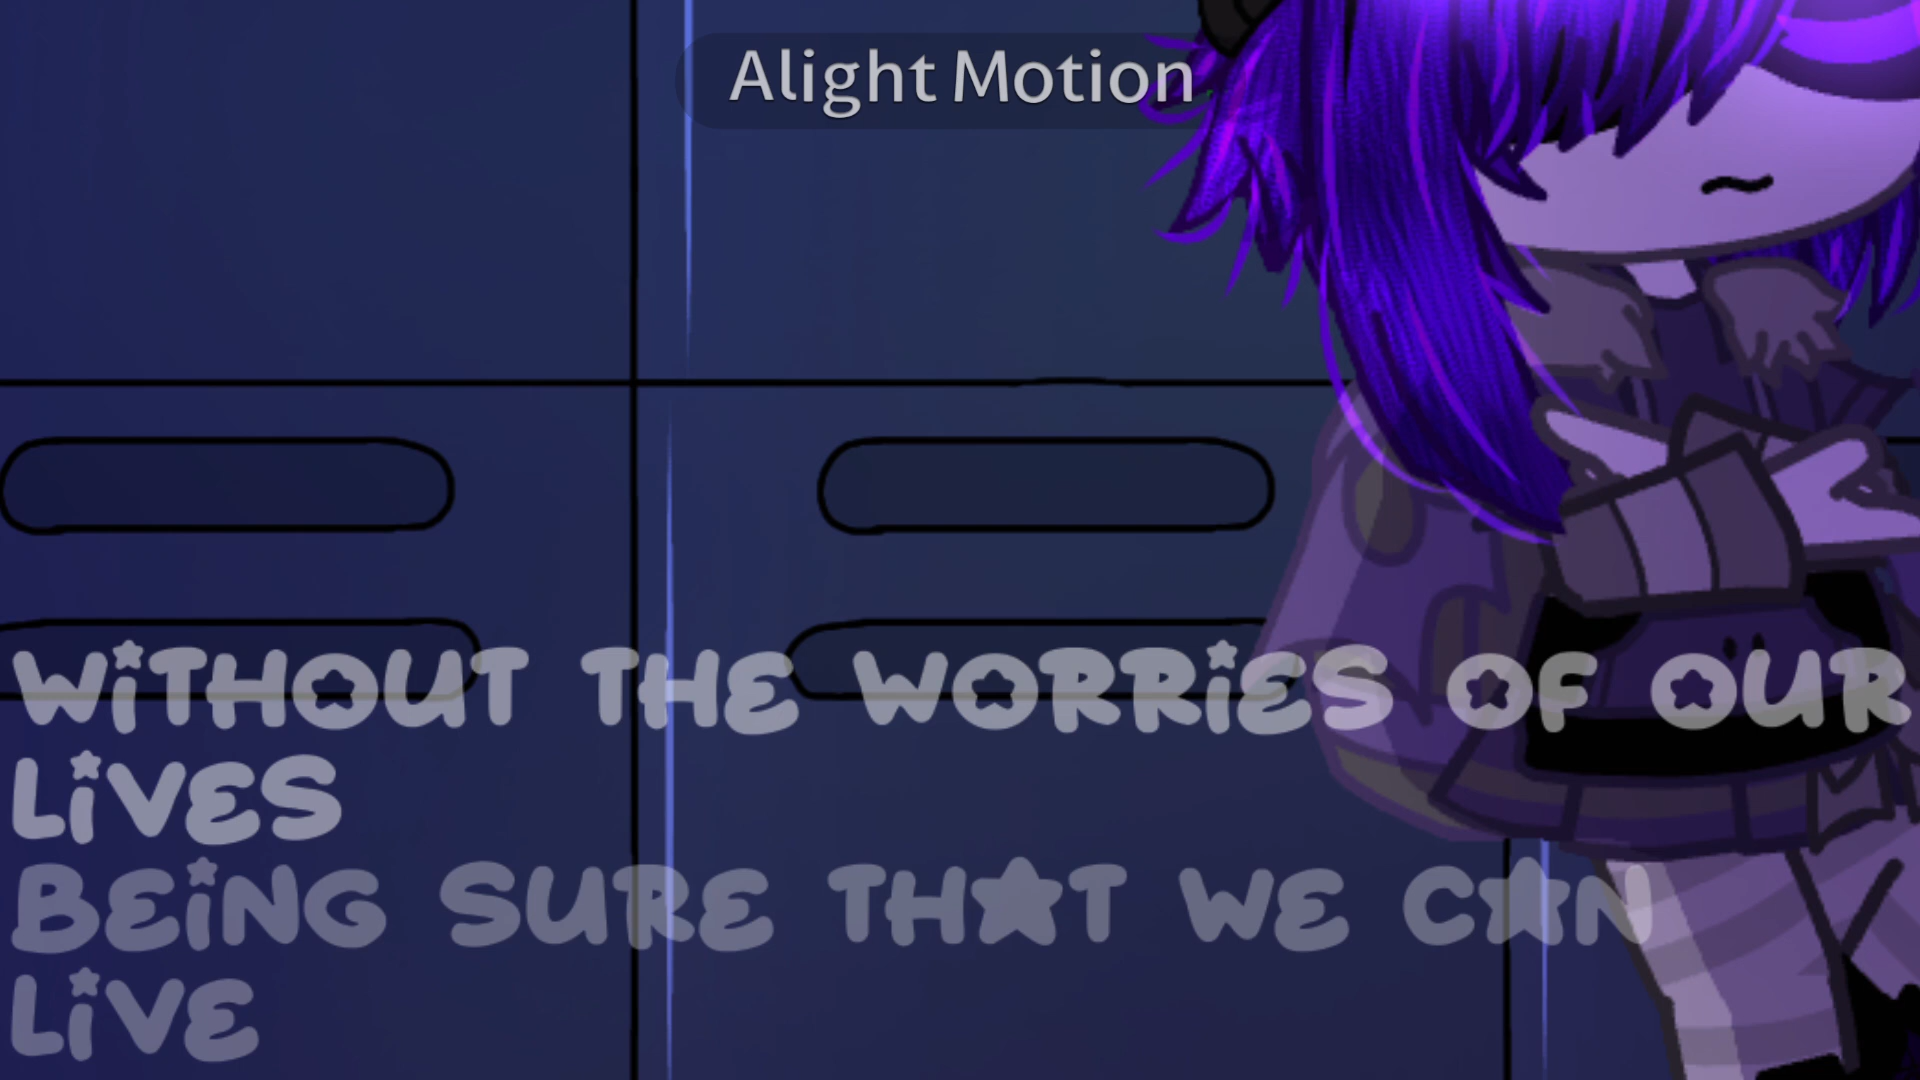 Alight Motion
WiTHOUT THE WORRiES OF OUR
LiVES
BEiNG SURE THAT WE CAN
LiVE